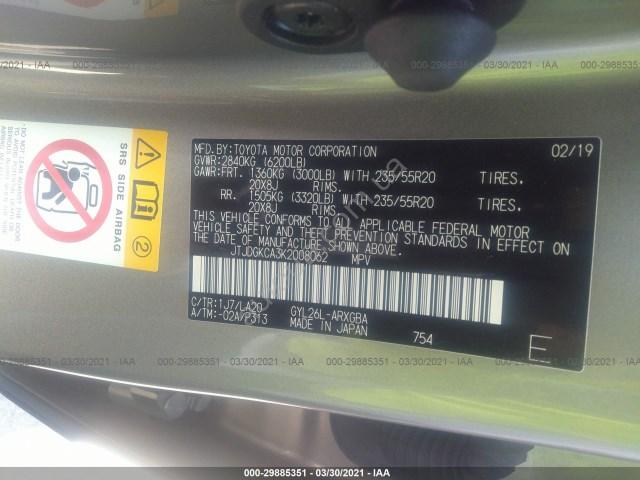 MFD. BY: TOYOTA MOTOR CORPORATION 02/19
GVWR: 2840KG (6200LB)
GAWR: FRT. 1360KG (3000LB) WITH 235/55R20 TIRES.
20X8J RIMS.
RR. 1505KG (3320LB) WITH 235/55R20 TIRES.
20X8J RIMS.
THIS VEHICLE CONFORMS TO ALL APPLICABLE FEDERAL MOTOR
VEHICLE SAFETY AND THEFT PREVENTION STANDARDS IN EFFECT ON
THE DATE OF MANUFACTURE SHOWN ABOVE.
JTJDGKCA3K2008062 MPV
C/TR: 1J7/LA20 GYL26L-ARXGBA
A/TM: -02A/P313 MADE IN JAPAN 754 E
SRS SIDE AIRBAG
2
000-29885351 - 03/30/2021 - IAA